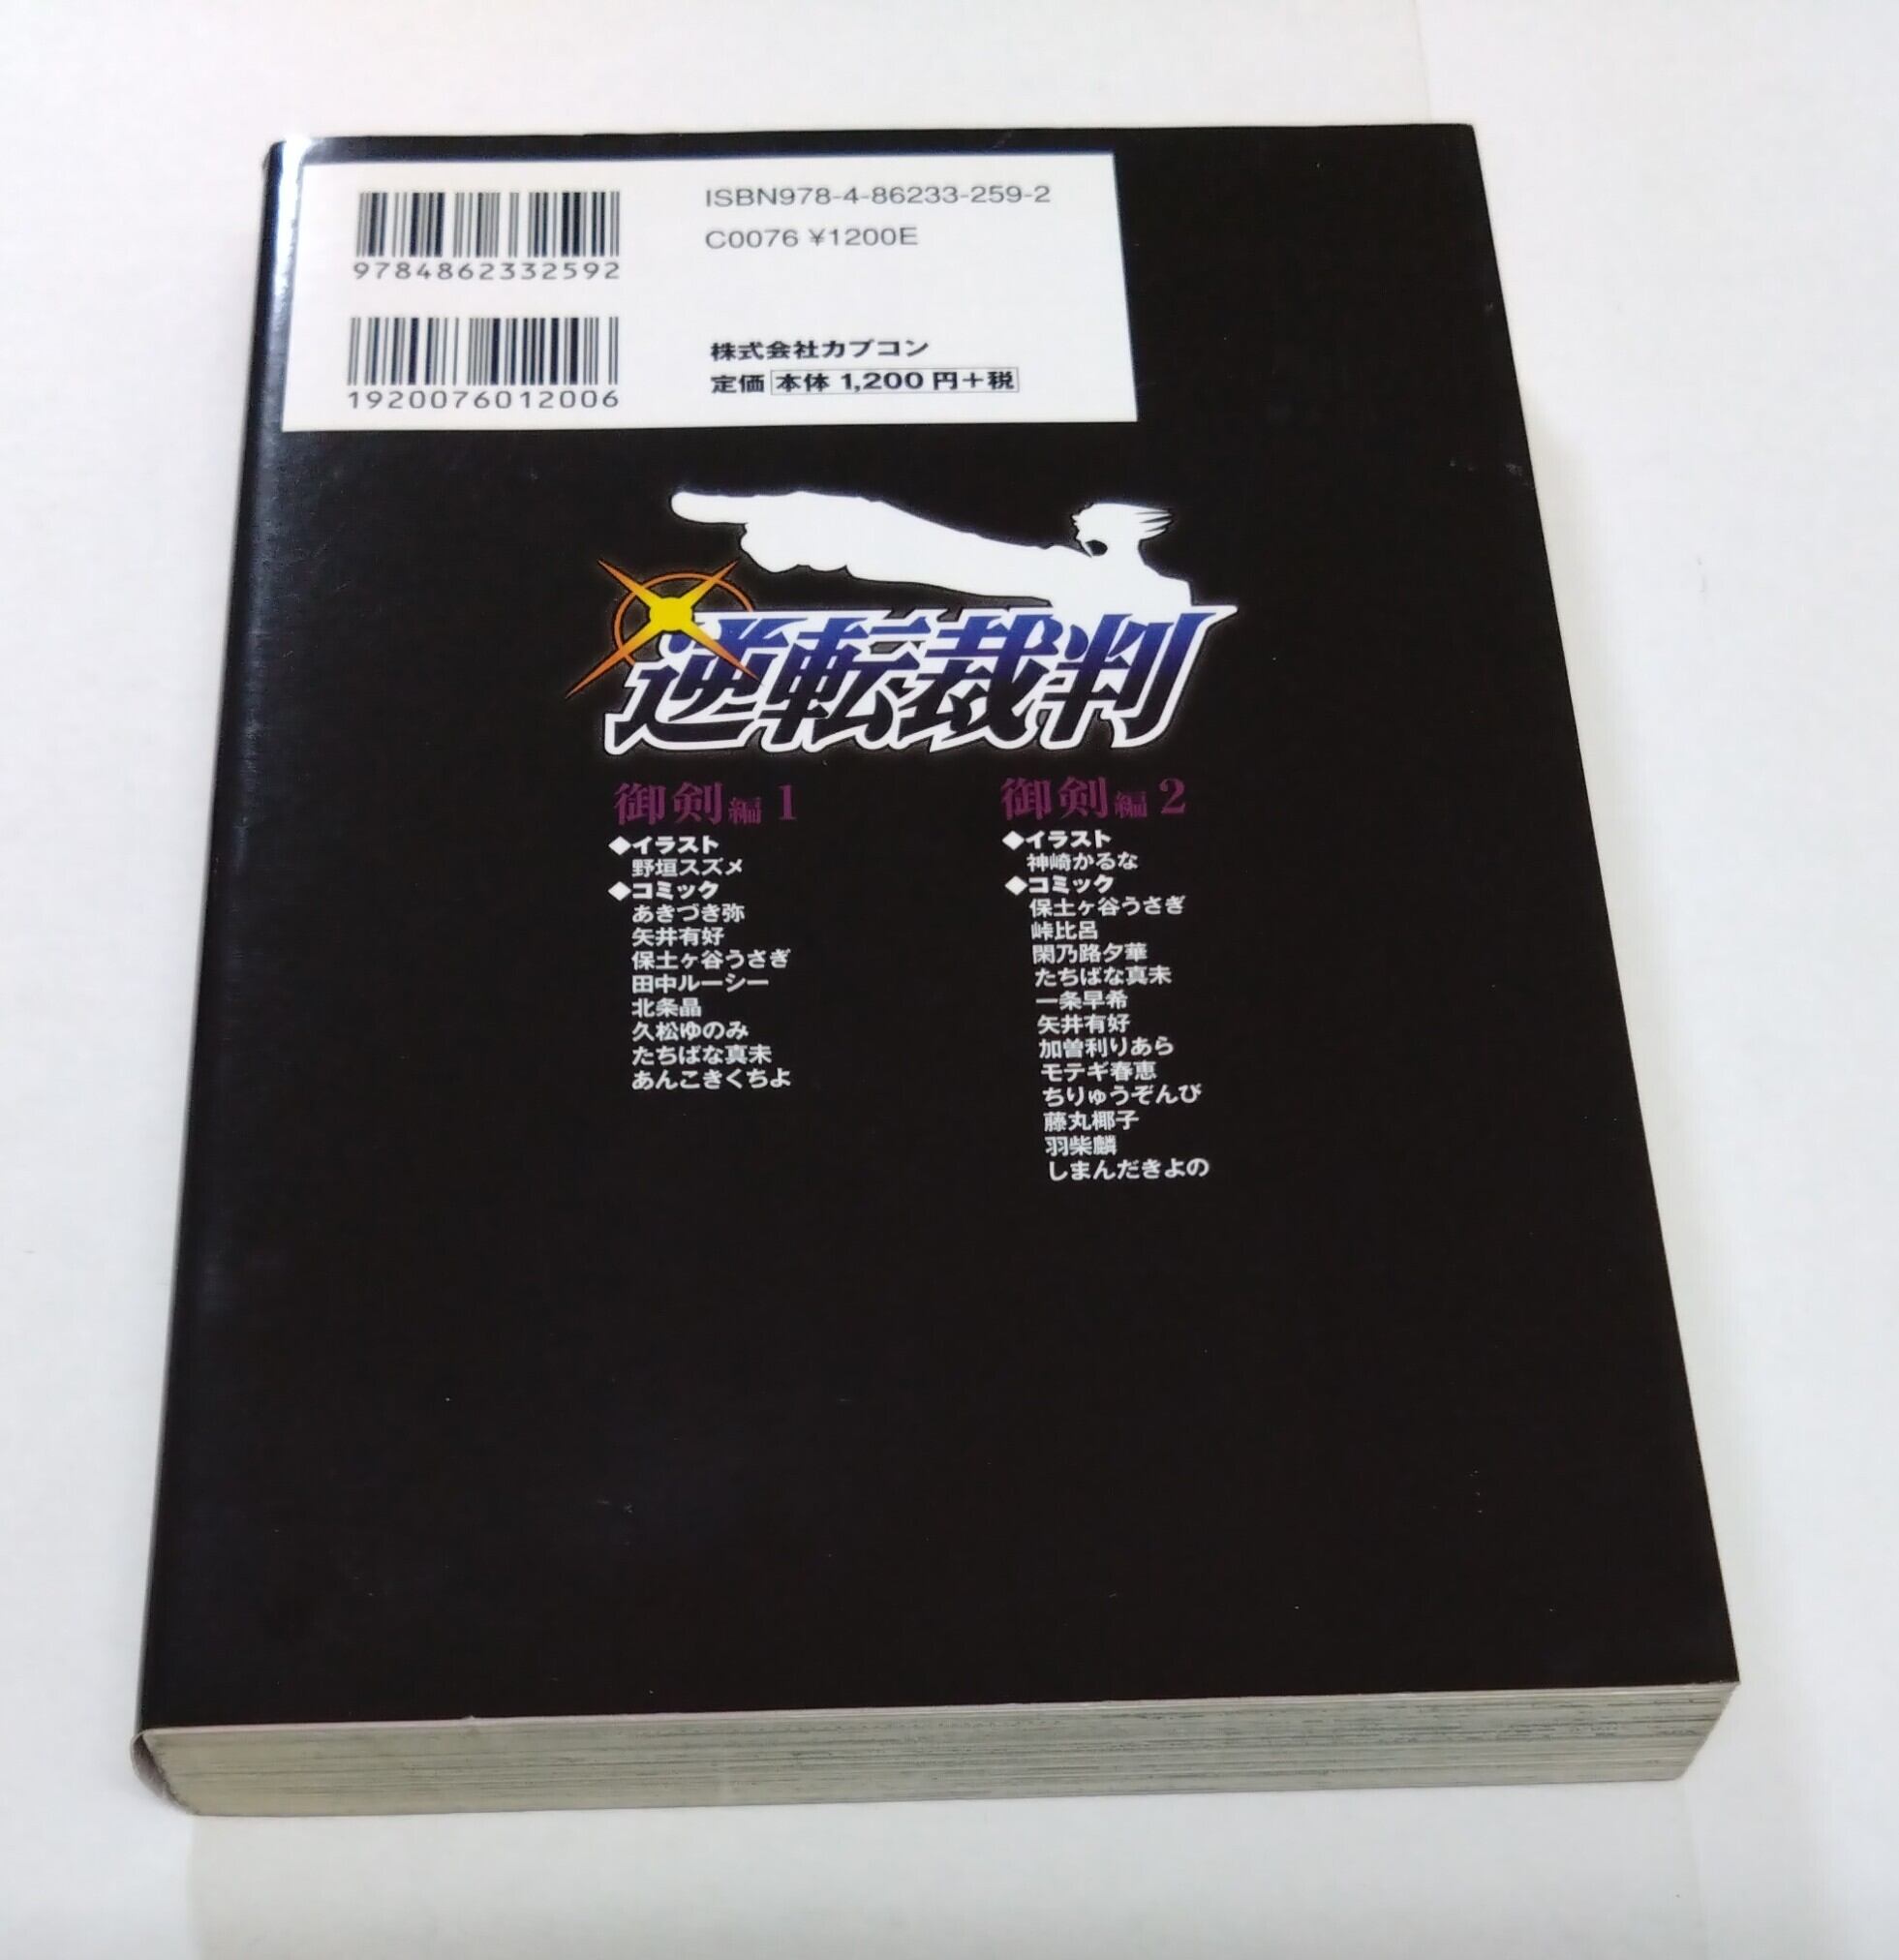 9784862332592
ISBN978-4-86233-259-2
C0076 ¥1200E
1920076012006
株式会社カプコン
定価 本体 1,200 円+税
逆転裁判
御剣編 1
◆イラスト
野垣スズメ
◆コミック
あきづき弥
矢井有好
保土ヶ谷うさぎ
田中ルーシー
北条晶
久松ゆのみ
たちばな真未
あんこきくちよ
御剣編 2
◆イラスト
神崎かるな
◆コミック
保土ヶ谷うさぎ
峠比呂
閑乃路夕華
たちばな真未
一条早希
矢井有好
加曽利りあら
モテギ春恵
ちりゅうぞんび
藤丸椰子
羽柴麟
しまんだきよの